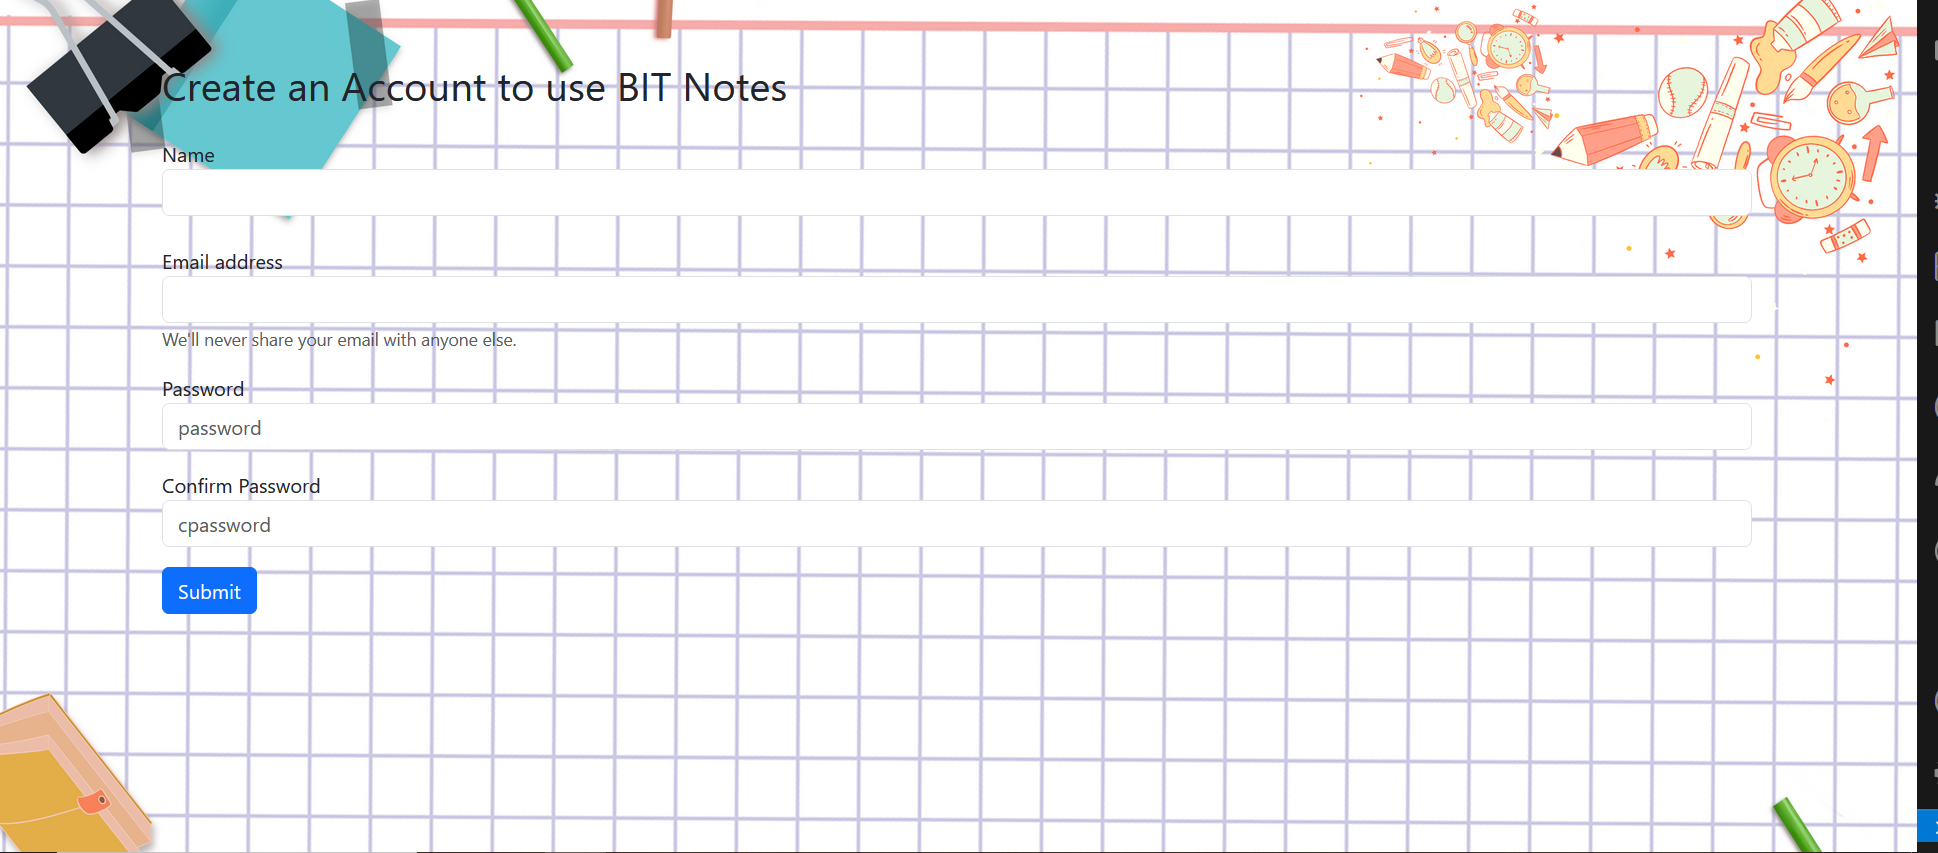 Create an Account to use BIT Notes
Name
Email address
We'll never share your email with anyone else.
Password
password
Confirm Password
cpassword
Submit